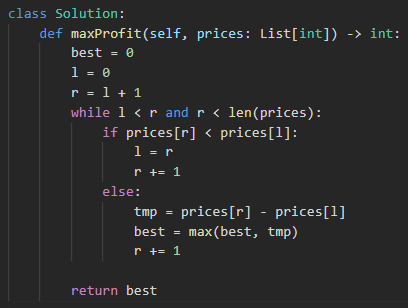 class Solution:
    def maxProfit(self, prices: List[int]) -> int:
        best = 0
        l = 0
        r = l + 1
        while l < r and r < len(prices):
            if prices[r] < prices[l]:
                l = r
                r += 1
            else:
                tmp = prices[r] - prices[l]
                best = max(best, tmp)
                r += 1

        return best